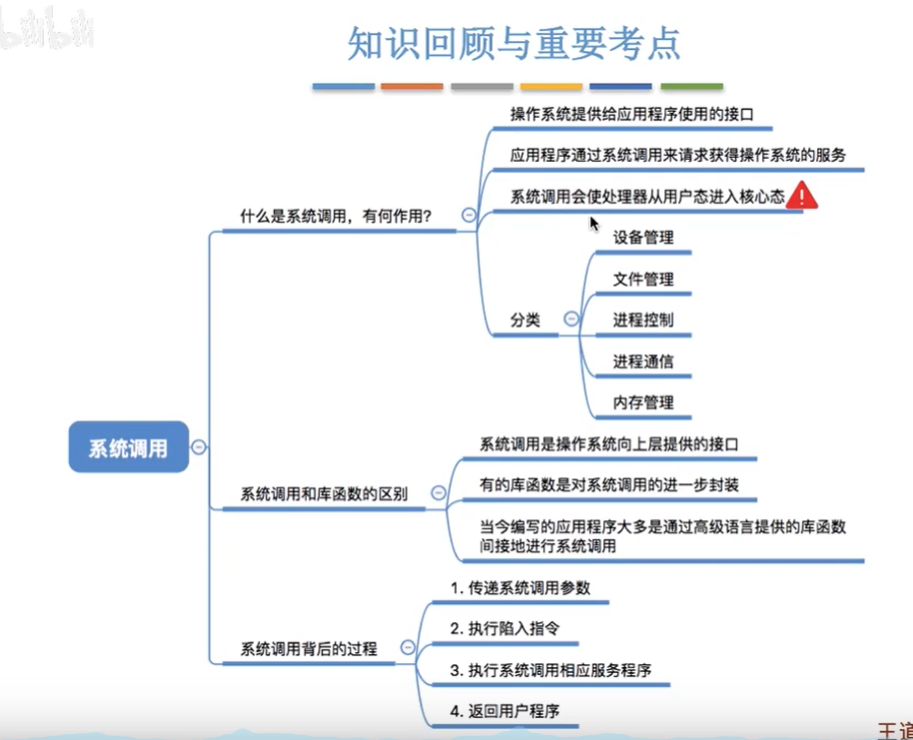 bilibili
知识回顾与重要考点
操作系统提供给应用程序使用的接口
应用程序通过系统调用来请求获得操作系统的服务
系统调用会使处理器从用户态进入核心态
什么是系统调用，有何作用？
设备管理
文件管理
分类
进程控制
进程通信
内存管理
系统调用
系统调用是操作系统向上层提供的接口
系统调用和库函数的区别
有的库函数是对系统调用的进一步封装
当今编写的应用程序大多是通过高级语言提供的库函数
间接地进行系统调用
1. 传递系统调用参数
2. 执行陷入指令
系统调用背后的过程
3. 执行系统调用相应服务程序
4. 返回用户程序
王道